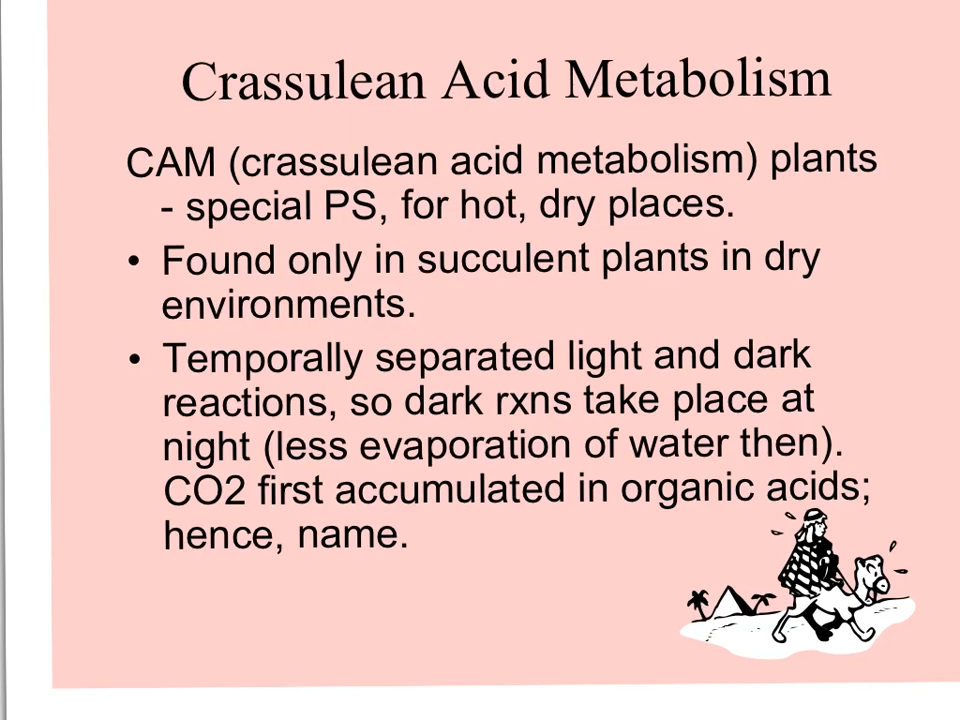 Crassulean Acid Metabolism
CAM (crassulean acid metabolism) plants
- special PS, for hot, dry places.
• Found only in succulent plants in dry
environments.
• Temporally separated light and dark
reactions, so dark rxns take place at
night (less evaporation of water then).
CO2 first accumulated in organic acids;
hence, name.